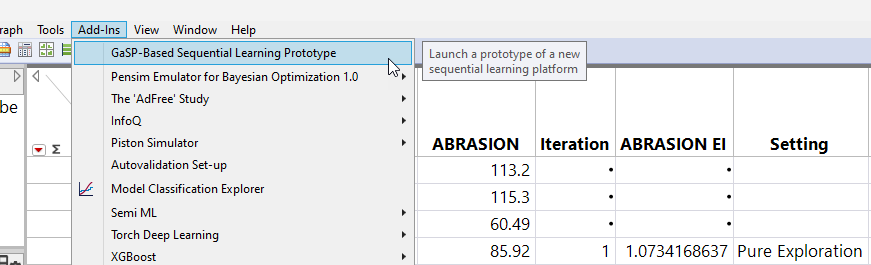 raph Tools Add-Ins View Window Help
GaSP-Based Sequential Learning Prototype
Launch a prototype of a new
sequential learning platform
Pensim Emulator for Bayesian Optimization 1.0
be
The 'AdFree' Study
InfoQ
Piston Simulator
Autovalidation Set-up
Model Classification Explorer
Semi ML
Torch Deep Learning
XGBoost
ABRASION Iteration ABRASION EI Setting
113.2 • • 
115.3 • • 
60.49 • • 
85.92 1 1.0734168637 Pure Exploration